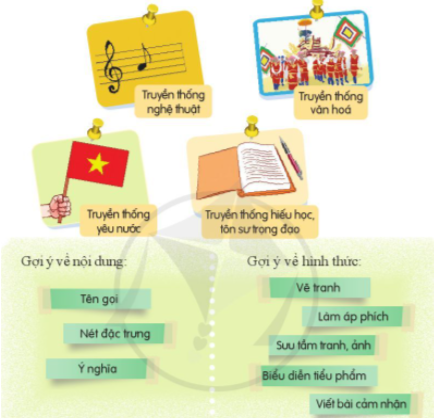 Truyền thống
nghệ thuật
Truyền thống
văn hoá
Truyền thống
yêu nước
Truyền thống hiếu học,
tôn sư trọng đạo
Gợi ý về nội dung:
Tên gọi
Nét đặc trưng
Ý nghĩa
Gợi ý về hình thức:
Vẽ tranh
Làm áp phích
Sưu tầm tranh, ảnh
Biểu diễn tiểu phẩm
Viết bài cảm nhận